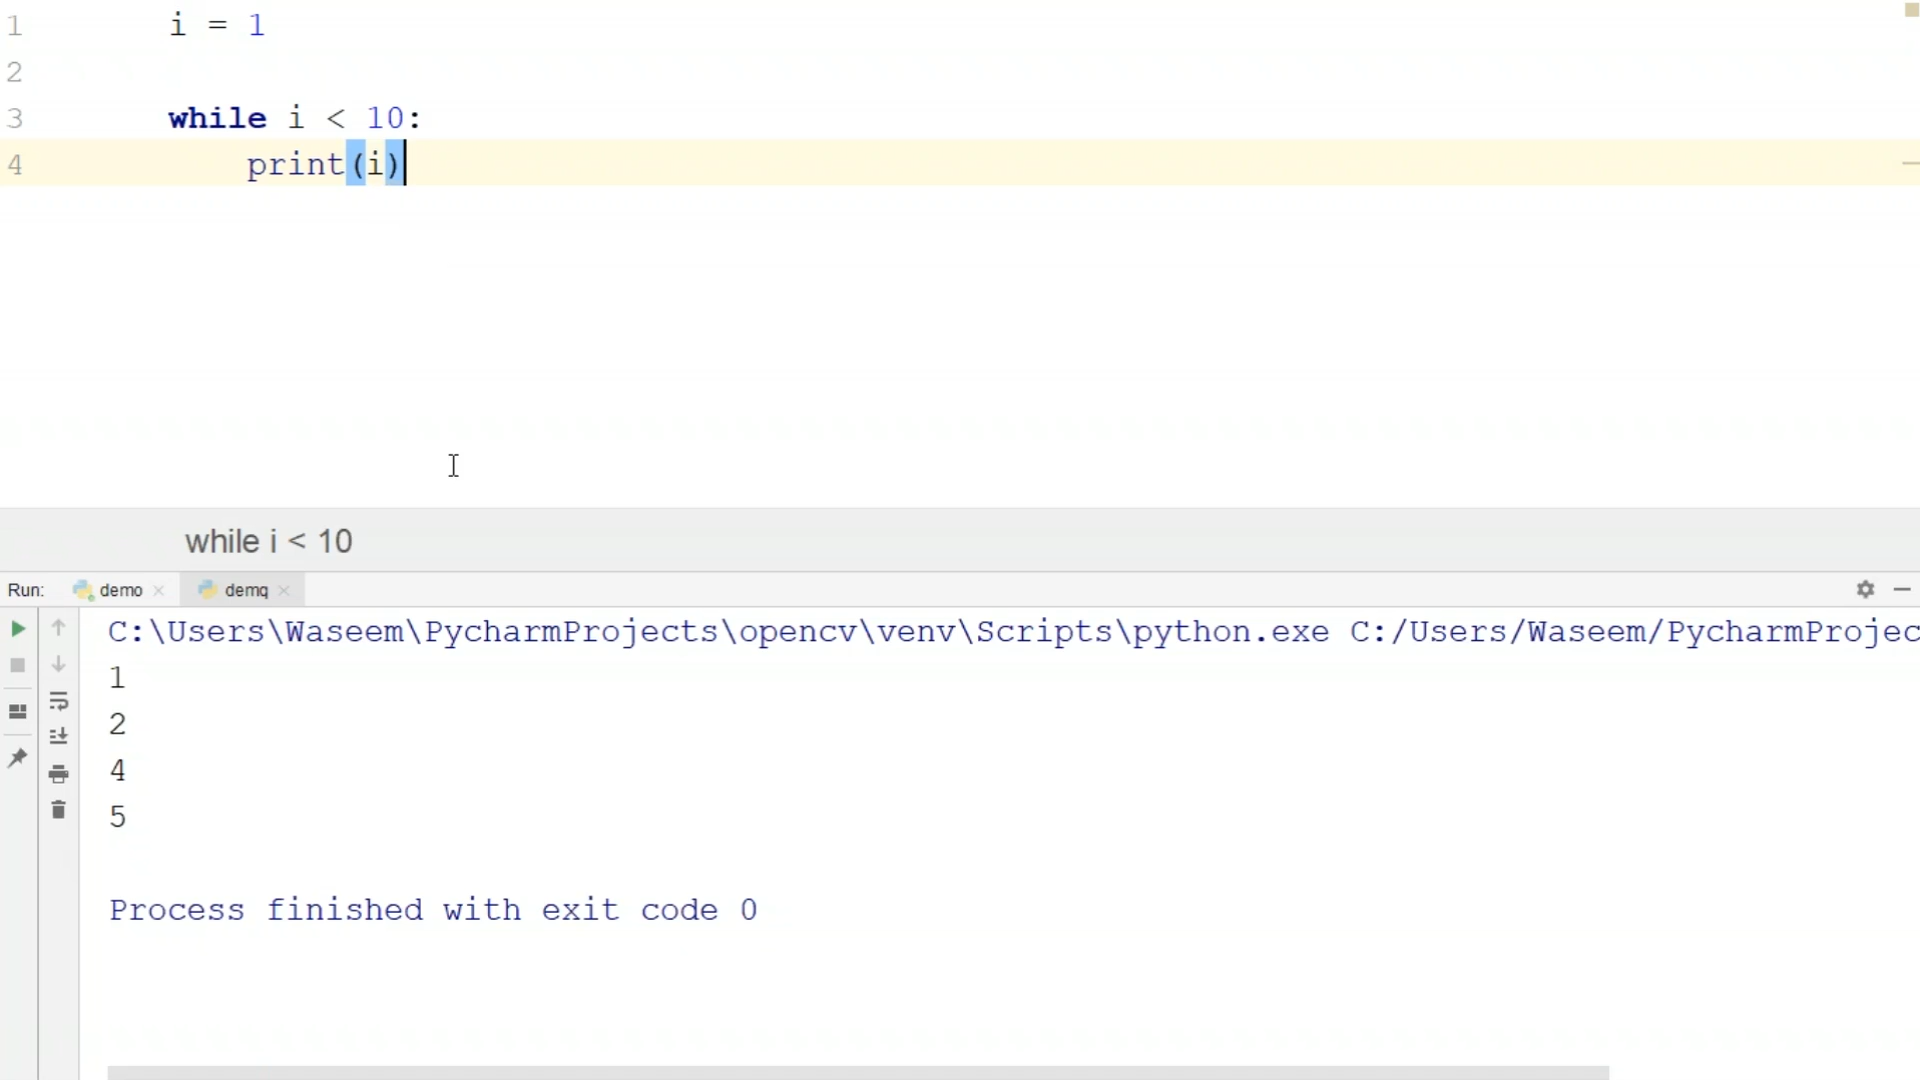 1 i = 1
2
3 while i < 10:
4 print(i)
while i < 10
Run: demo demq
C:\Users\Waseem\PycharmProjects\opencv\venv\Scripts\python.exe C:/Users/Waseem/PycharmProjec
1
2
4
5
Process finished with exit code 0